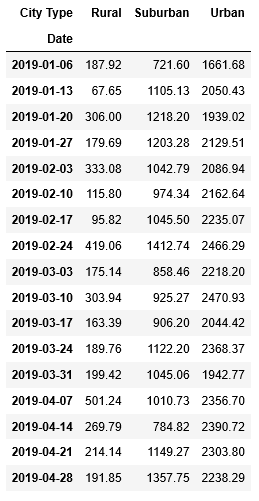 City Type Rural Suburban Urban
Date
2019-01-06 187.92 721.60 1661.68
2019-01-13 67.65 1105.13 2050.43
2019-01-20 306.00 1218.20 1939.02
2019-01-27 179.69 1203.28 2129.51
2019-02-03 333.08 1042.79 2086.94
2019-02-10 115.80 974.34 2162.64
2019-02-17 95.82 1045.50 2235.07
2019-02-24 419.06 1412.74 2466.29
2019-03-03 175.14 858.46 2218.20
2019-03-10 303.94 925.27 2470.93
2019-03-17 163.39 906.20 2044.42
2019-03-24 189.76 1122.20 2368.37
2019-03-31 199.42 1045.06 1942.77
2019-04-07 501.24 1010.73 2356.70
2019-04-14 269.79 784.82 2390.72
2019-04-21 214.14 1149.27 2303.80
2019-04-28 191.85 1357.75 2238.29